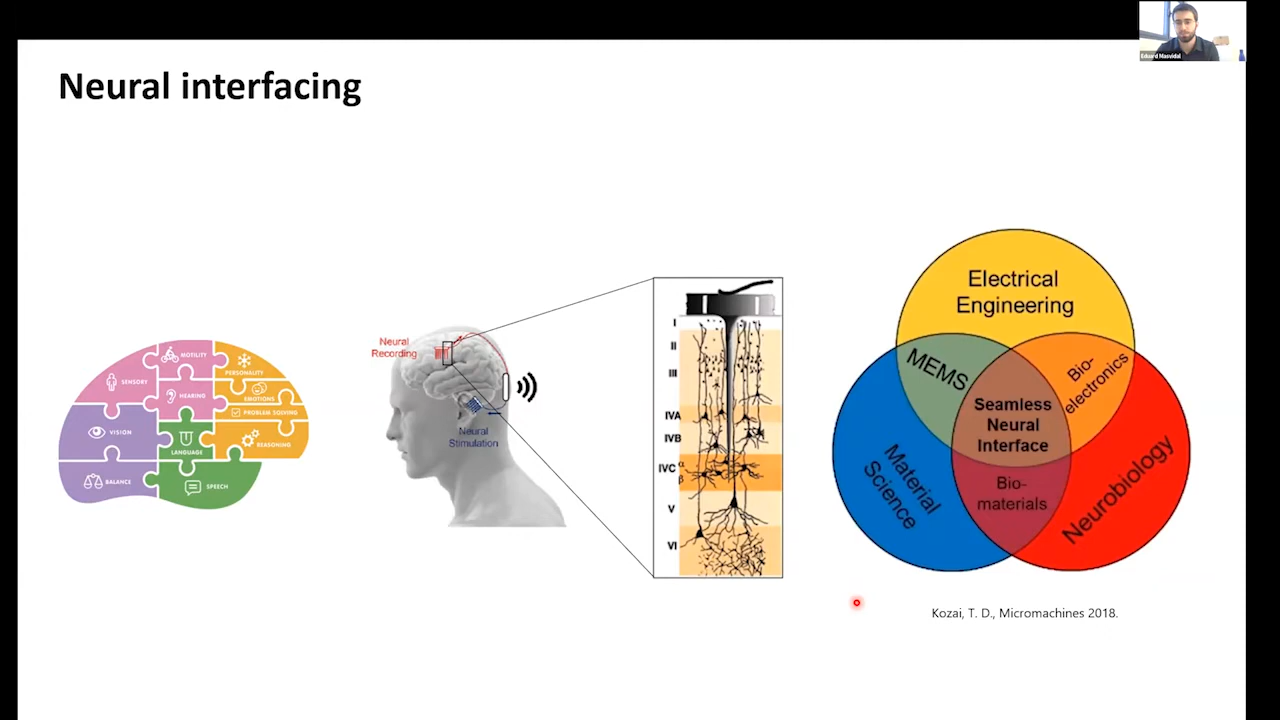 Eduard Masvidal
Neural interfacing
MOTILITY
PERSONALITY
SENSORY
HEARING
EMOTIONS
PROBLEM SOLVING
VISION
LANGUAGE
REASONING
BALANCE
SPEECH
Neural
Recording
Neural
Stimulation
I
II
III
IVA
IVB
IVC α
β
V
VI
Electrical
Engineering
MEMS
Bio-
electronics
Seamless
Neural
Interface
Material
Science
Bio-
materials
Neurobiology
Kozai, T. D., Micromachines 2018.